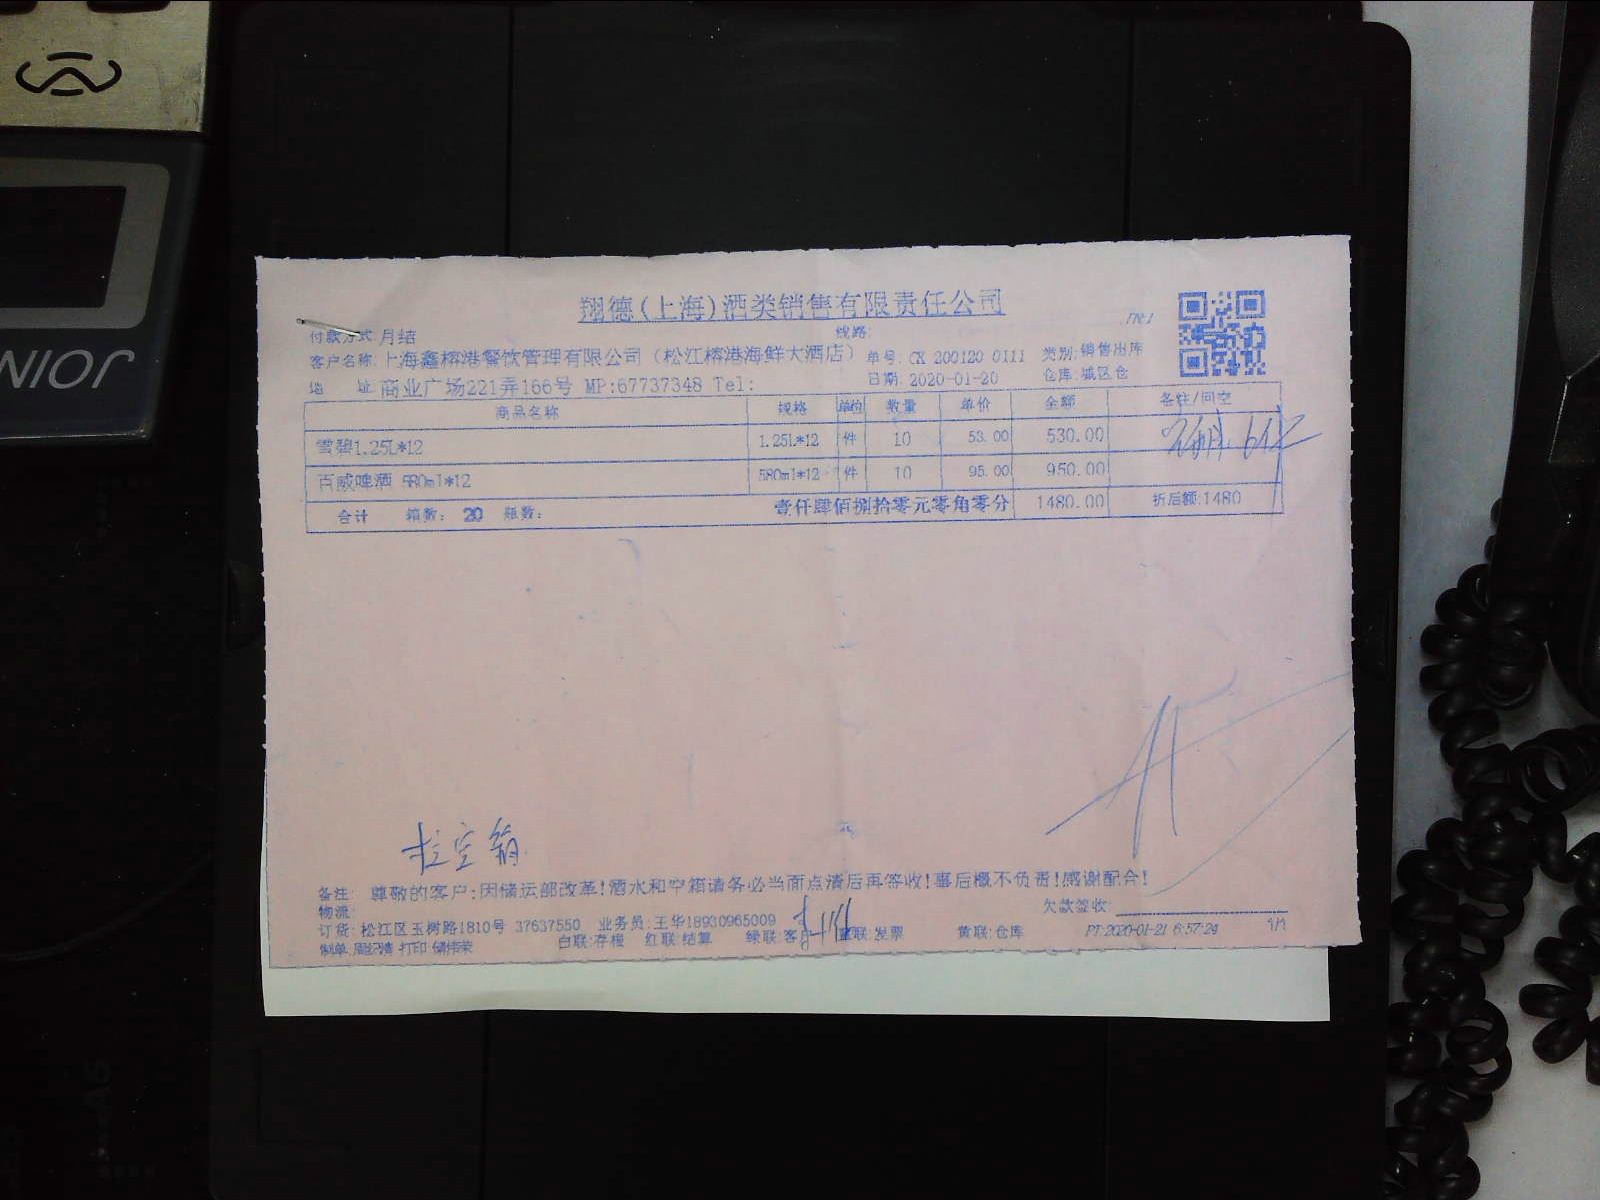 JOINI
翔德(上海)酒类销售有限责任公司
付款方式:月结 线路:
客户名称:上海鑫榕港餐饮管理有限公司(松江榕港海鲜大酒店) 单号: CK 200120 0111 类别:销售出库
地 址:商业广场221弄166号 MP:67737348 Tel: 日期: 2020-01-20 仓库:城区仓
商品名称 规格 单位 数量 单价 金额 备注/回空
雪碧1.25L*12 1.25l*12 件 10 53.00 530.00
百威啤酒 580ml*12 580ml*12 件 10 95.00 950.00
合计 箱数: 20 瓶数: 壹仟肆佰捌拾零元零角零分 1480.00 折后额:1480
拉空箱
备注: 尊敬的客户:因储运部改革!酒水和空箱请务必当面点清后再签收!事后概不负责!感谢配合!
物流: 欠款签收:
订货:松江区玉树路1810号 37637550 业务员:王华18930965009
白联:存根 红联:结算 绿联:客户 蓝联:发票 黄联:仓库 PT:2020-01-21 6:57:24 1/1
制单: 打印: